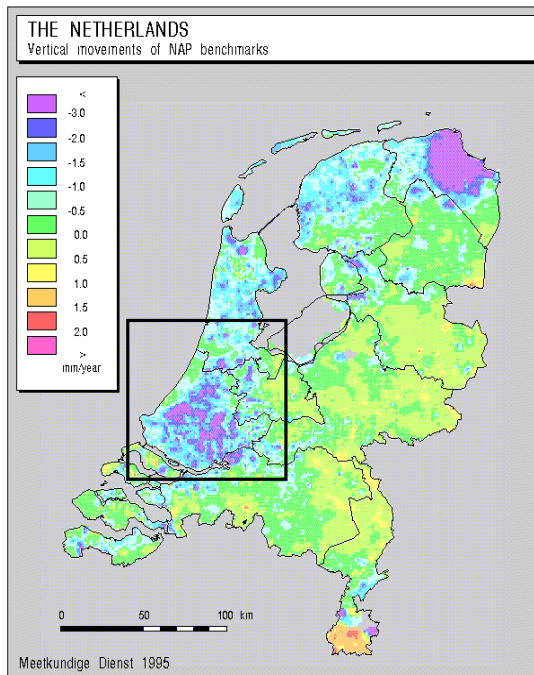 THE NETHERLANDS
Vertical movements of NAP benchmarks
<
-3.0
-2.0
-1.5
-1.0
-0.5
0.0
0.5
1.0
1.5
2.0
>
mm/year
0 50 100 km
Meetkundige Dienst 1995